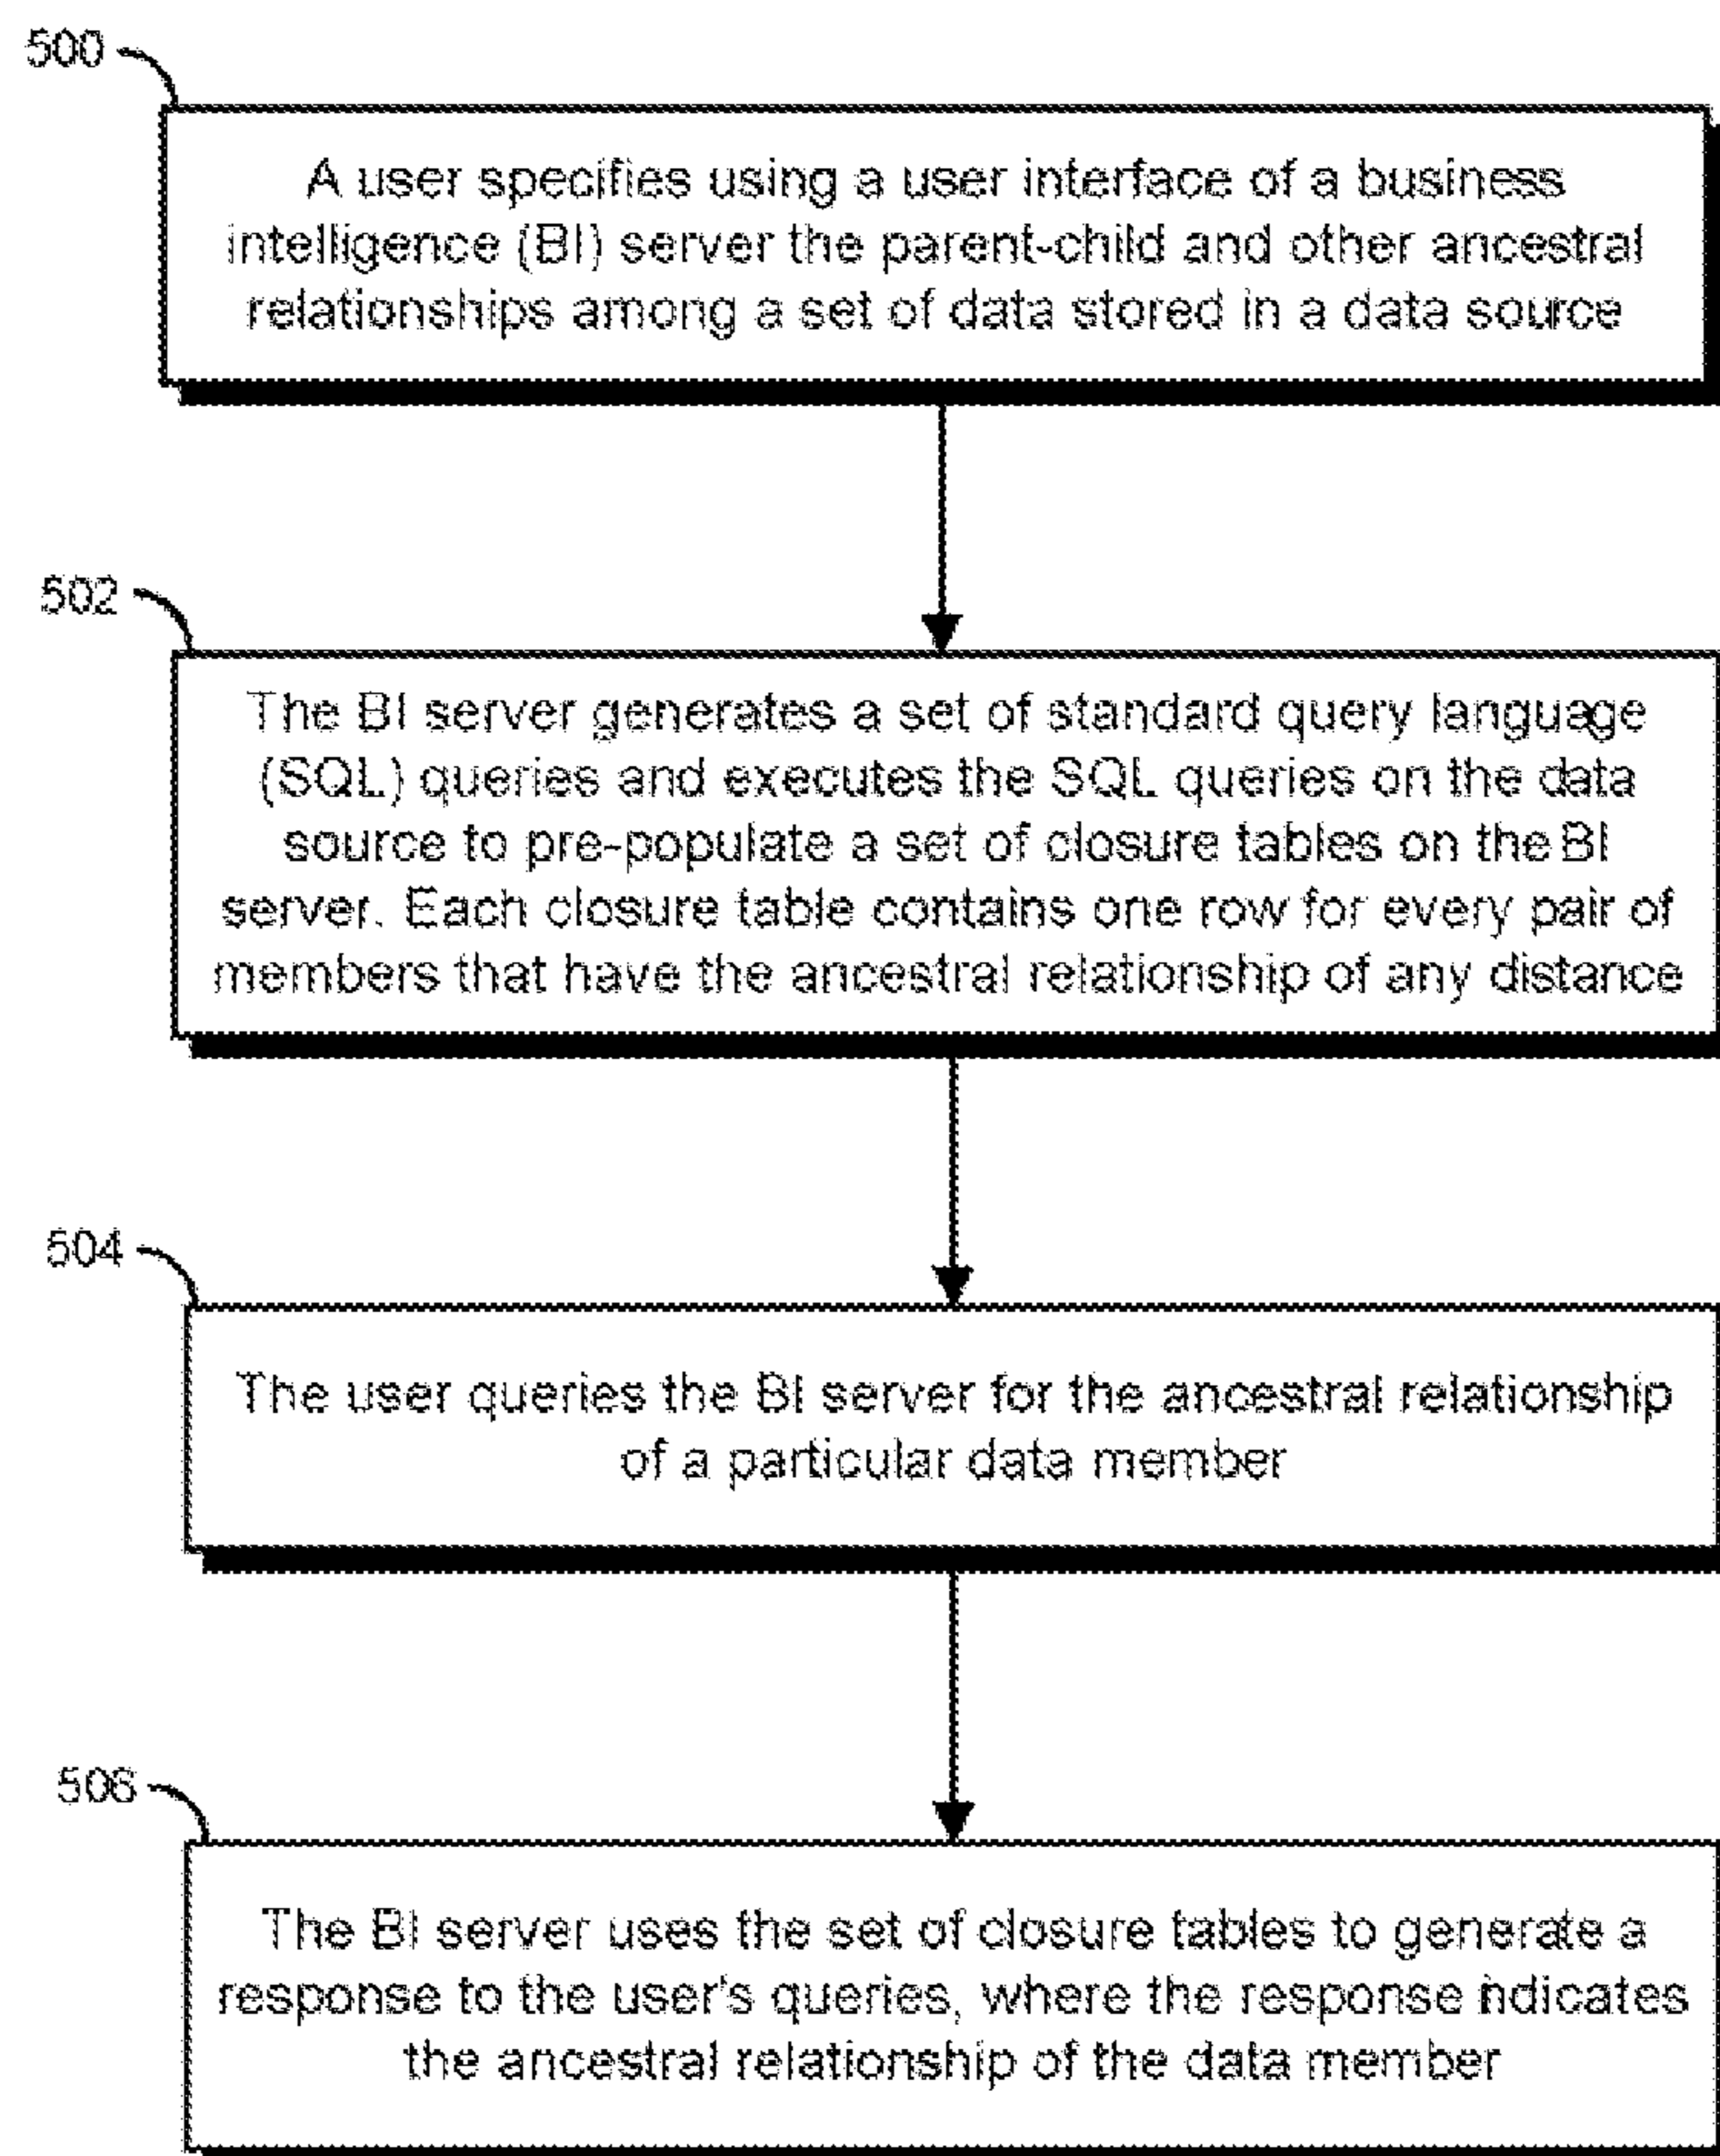 500
A user specifies using a user interface of a business
intelligence (BI) server the parent-child and other ancestral
relationships among a set of data stored in a data source
502
The BI server generates a set of standard query language
(SQL) queries and executes the SQL queries on the data
source to pre-populate a set of closure tables on the BI
server. Each closure table contains one row for every pair of
members that have the ancestral relationship of any distance
504
The user queries the BI server for the ancestral relationship
of a particular data member
506
The BI server uses the set of closure tables to generate a
response to the user's queries, where the response indicates
the ancestral relationship of the data member